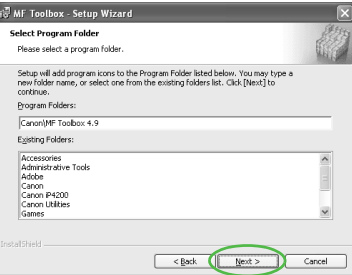 MF Toolbox - Setup Wizard
Select Program Folder
Please select a program folder.
Setup will add program icons to the Program Folder listed below. You may type a
new folder name, or select one from the existing folders list. Click [Next] to
continue.
Program Folders:
Canon\MF Toolbox 4.9
Existing Folders:
Accessories
Administrative Tools
Adobe
Canon
Canon iP4200
Canon Utilities
Games
InstallShield
< Back
Next >
Cancel